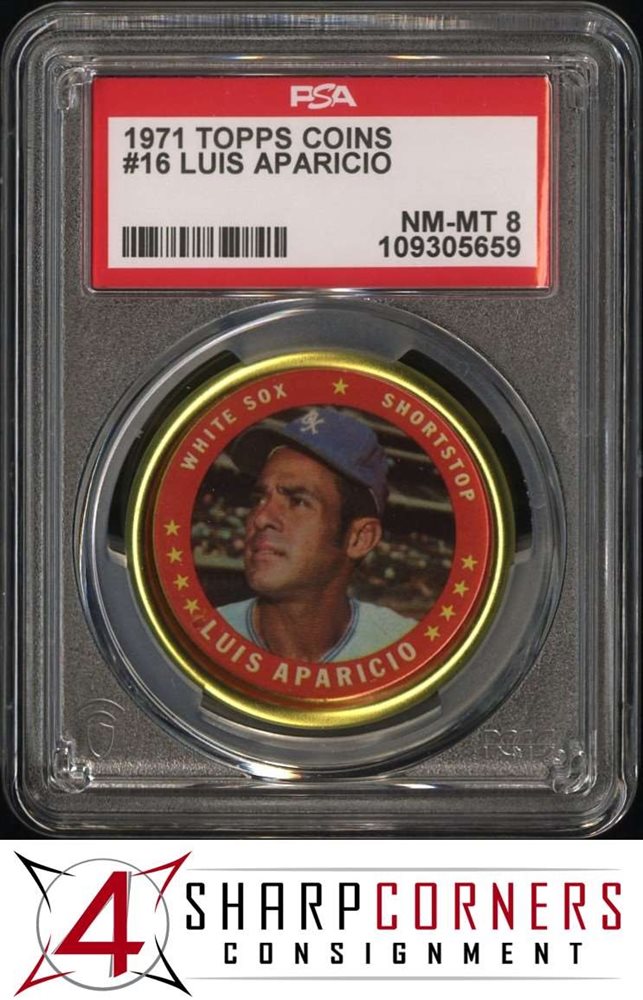 PSA
1971 TOPPS COINS
#16 LUIS APARICIO
NM-MT 8
109305659
WHITE SOX ★ SHORTSTOP
LUIS APARICIO
4 SHARPCORNERS
CONSIGNMENT